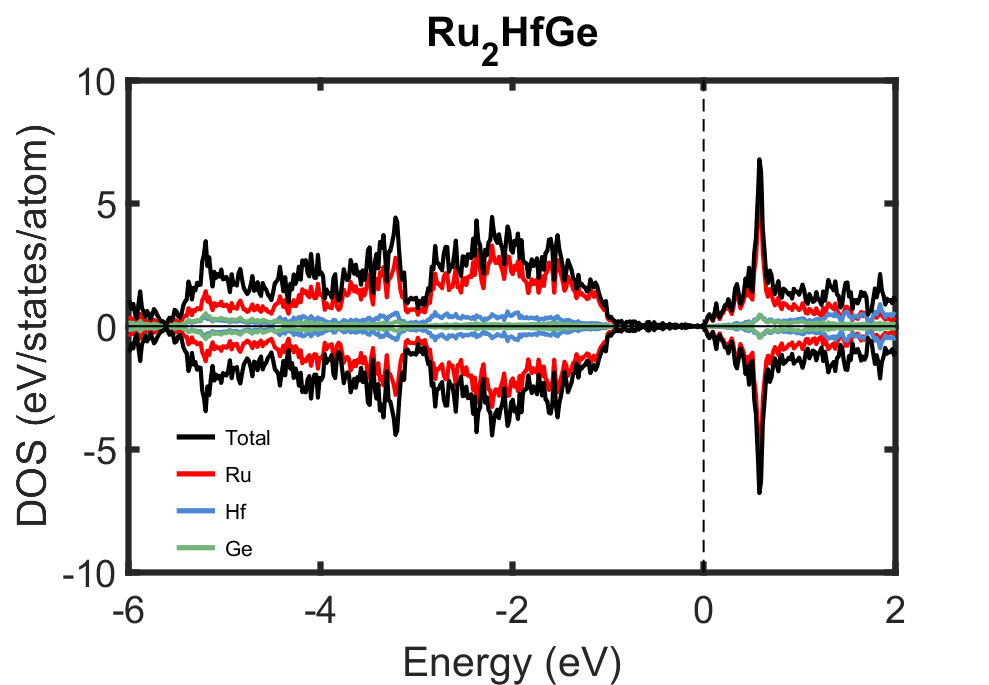 Ru2HfGe
10
5
0
-5
-10
DOS (eV/states/atom)
Total
Ru
Hf
Ge
-6 -4 -2 0 2
Energy (eV)